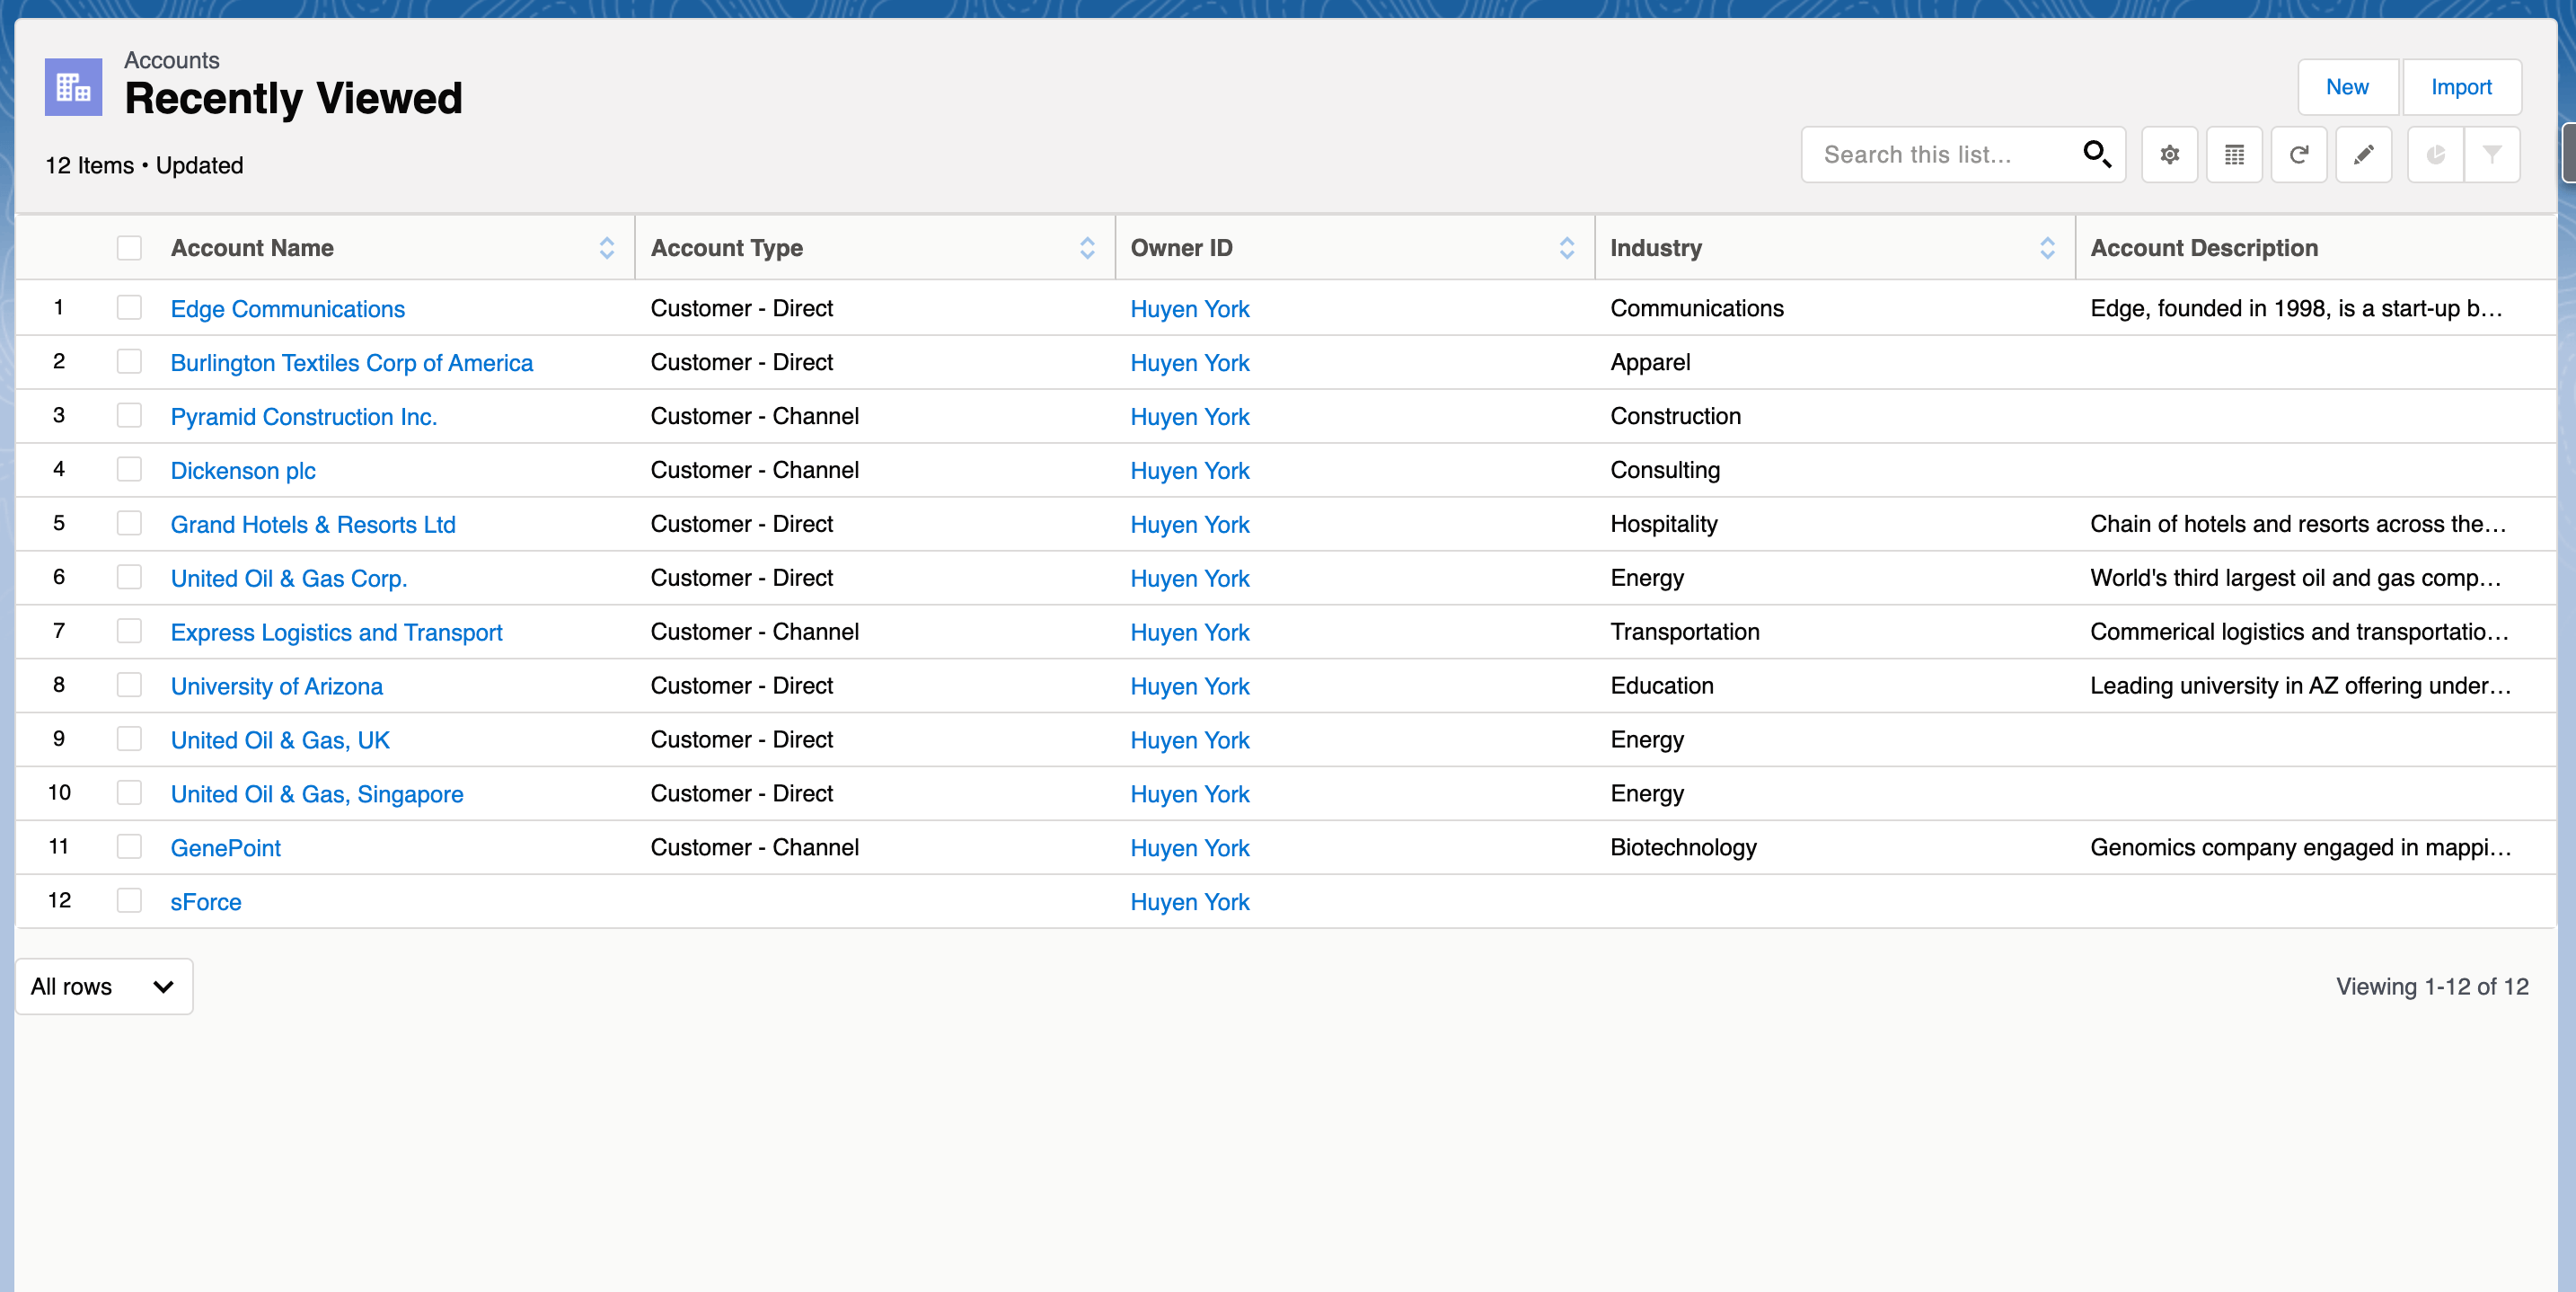 Accounts
Recently Viewed
New Import
12 Items • Updated
Search this list...
Account Name Account Type Owner ID Industry Account Description
1 Edge Communications Customer - Direct Huyen York Communications Edge, founded in 1998, is a start-up b...
2 Burlington Textiles Corp of America Customer - Direct Huyen York Apparel
3 Pyramid Construction Inc. Customer - Channel Huyen York Construction
4 Dickenson plc Customer - Channel Huyen York Consulting
5 Grand Hotels & Resorts Ltd Customer - Direct Huyen York Hospitality Chain of hotels and resorts across the...
6 United Oil & Gas Corp. Customer - Direct Huyen York Energy World's third largest oil and gas comp...
7 Express Logistics and Transport Customer - Channel Huyen York Transportation Commerical logistics and transportatio...
8 University of Arizona Customer - Direct Huyen York Education Leading university in AZ offering under...
9 United Oil & Gas, UK Customer - Direct Huyen York Energy
10 United Oil & Gas, Singapore Customer - Direct Huyen York Energy
11 GenePoint Customer - Channel Huyen York Biotechnology Genomics company engaged in mappi...
12 sForce Huyen York
All rows Viewing 1-12 of 12